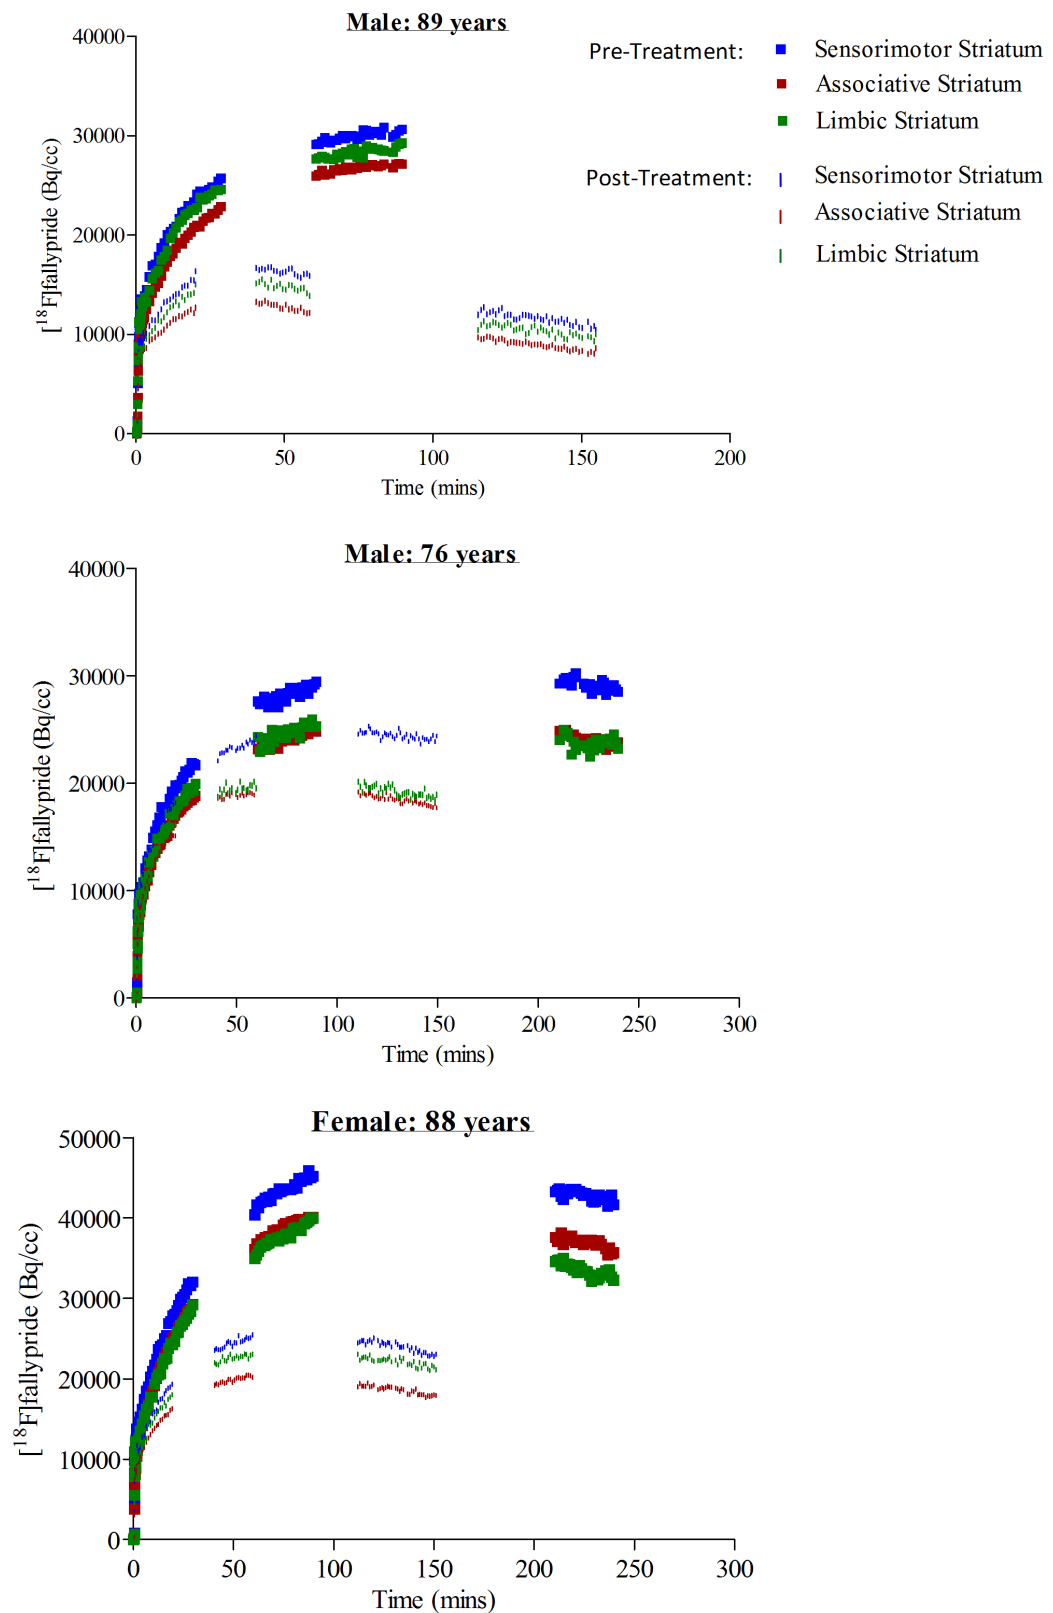 Male: 89 years
Pre-Treatment:
Sensorimotor Striatum
Associative Striatum
Limbic Striatum
Post-Treatment:
Sensorimotor Striatum
Associative Striatum
Limbic Striatum
[¹⁸F]fallypride (Bq/cc)
40000
30000
20000
10000
0
0 50 100 150 200
Time (mins)
Male: 76 years
[¹⁸F]fallypride (Bq/cc)
40000
30000
20000
10000
0
0 50 100 150 200 250 300
Time (mins)
Female: 88 years
[¹⁸F]fallypride (Bq/cc)
50000
40000
30000
20000
10000
0
0 50 100 150 200 250 300
Time (mins)